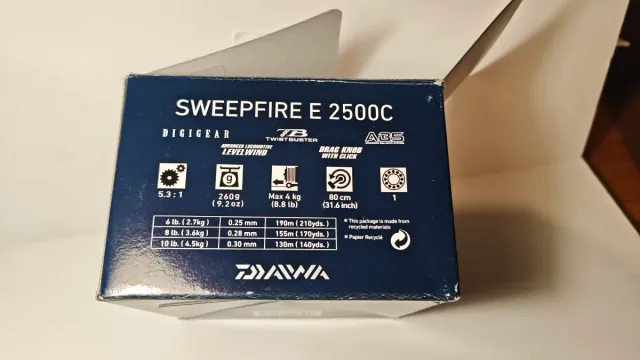 SWEEPFIRE E 2500C
DIGIGEAR TB TWISTBUSTER ABS
ADVANCED LOCOMOTIVE LEVELWIND DRAG KNOB WITH CLICK
5.3 : 1 260g (9.2 oz) Max 4 kg (8.8 lb) 80 cm (31.6 inch) 1
6 lb. (2.7kg) 0.25 mm 190m (210yds.)
8 lb. (3.6kg) 0.28 mm 155m (170yds.)
10 lb. (4.5kg) 0.30 mm 130m (140yds.)
* This package is made from
recycled materials
* Papier Recyclé
DAIWA